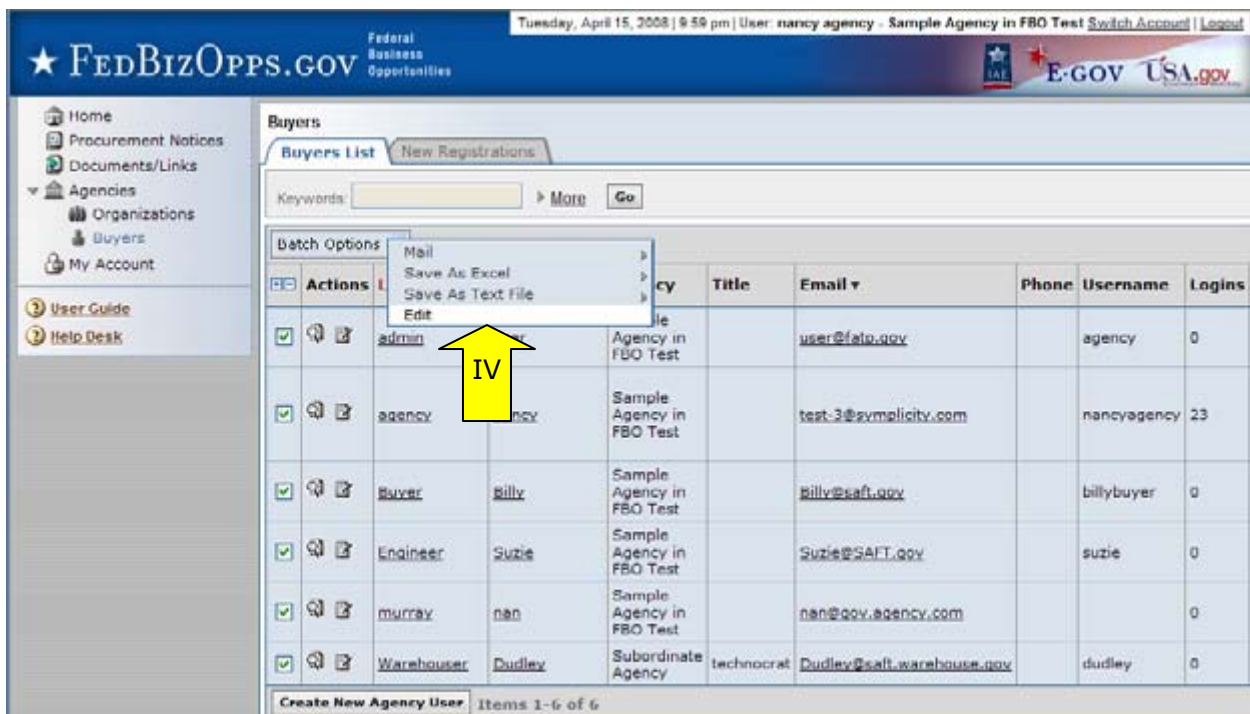 Tuesday, April 15, 2008 | 9:59 pm | User: nancy agency - Sample Agency in FBO Test Switch Account | Logout
★ FEDBIZOPPS.GOV
Federal
Business
Opportunities
IAE
E-GOV USA.gov
Home
Procurement Notices
Documents/Links
Agencies
Organizations
Buyers
My Account
User Guide
Help Desk
Buyers
Buyers List New Registrations
Keywords: More Go
Batch Options
Mail
Save As Excel
Save As Text File
Edit
IV
Actions L cy Title Email Phone Username Logins
admin Sample Agency in FBO Test user@fatp.gov agency 0
agency Sample Agency in FBO Test test-3@symplicity.com nancyagency 23
Buyer Billy Sample Agency in FBO Test Billy@saft.gov billybuyer 0
Engineer Suzie Sample Agency in FBO Test Suzie@SAFT.gov suzie 0
murray nan Sample Agency in FBO Test nan@gov.agency.com 0
Warehouser Dudley Subordinate Agency technocrat Dudley@saft.warehouse.gov dudley 0
Create New Agency User Items 1-6 of 6